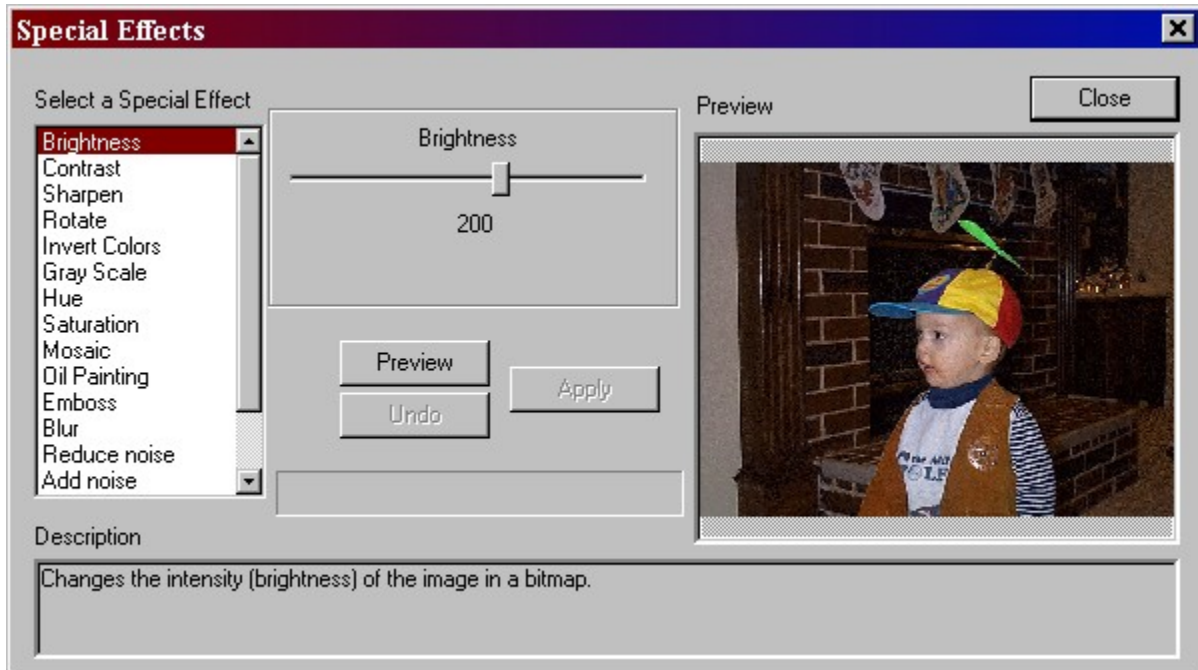 Special Effects
Select a Special Effect
Brightness
Contrast
Sharpen
Rotate
Invert Colors
Gray Scale
Hue
Saturation
Mosaic
Oil Painting
Emboss
Blur
Reduce noise
Add noise
Brightness
200
Preview
Undo
Apply
Preview
Close
Description
Changes the intensity (brightness) of the image in a bitmap.